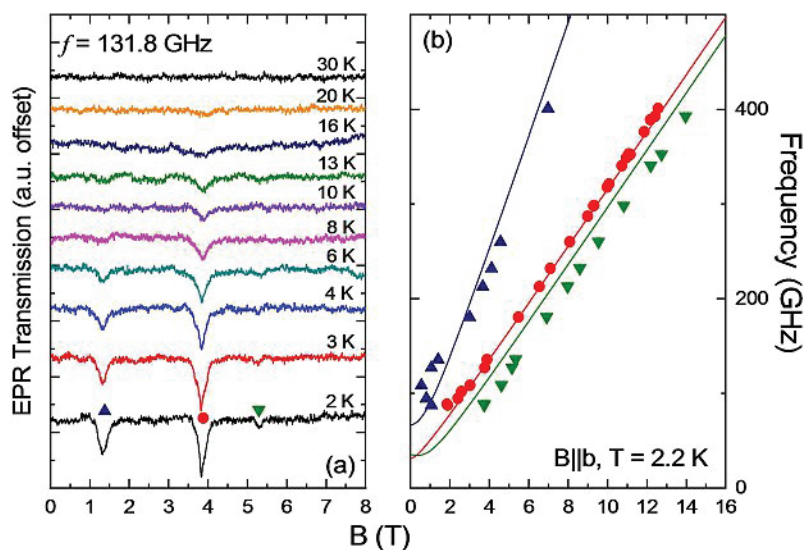 f = 131.8 GHz
30 K
20 K
16 K
13 K
10 K
8 K
6 K
4 K
3 K
2 K
(a)
EPR Transmission (a.u. offset)
0 1 2 3 4 5 6 7 8
(b)
B||b, T = 2.2 K
0 2 4 6 8 10 12 14 16
400
200
0
Frequency (GHz)
B (T)